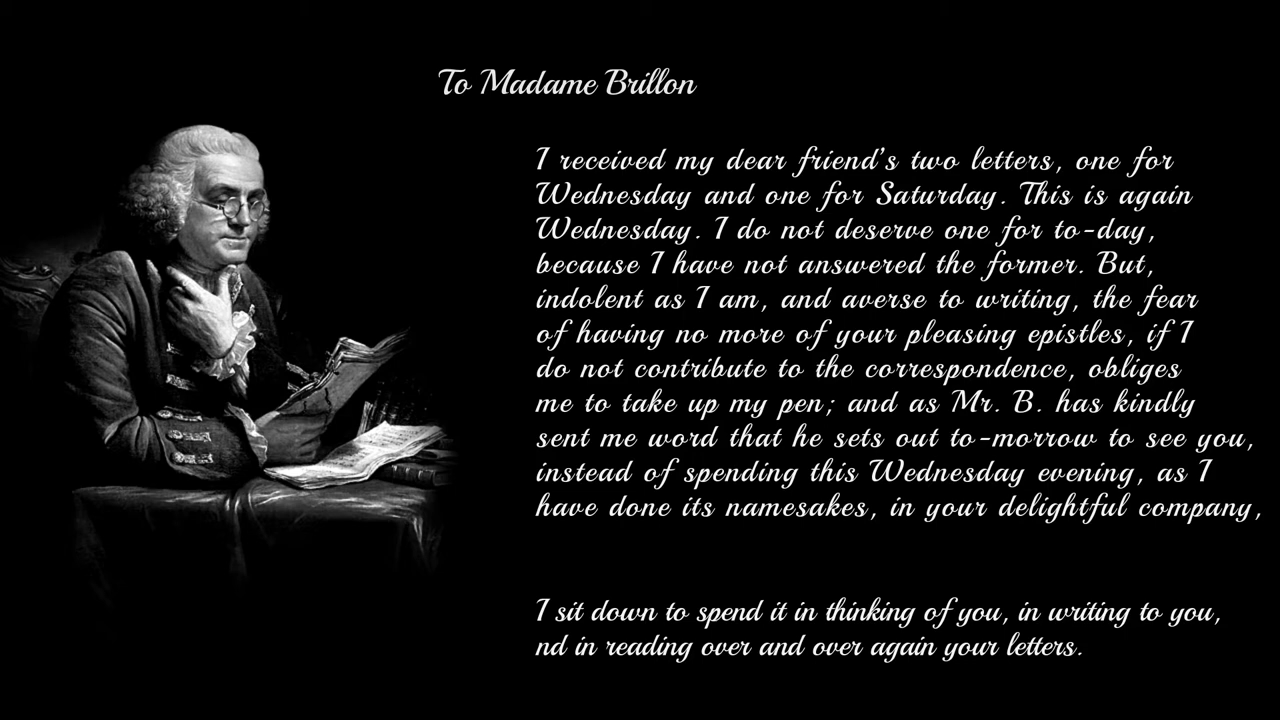 To Madame Brillon
I received my dear friend's two letters, one for
Wednesday and one for Saturday. This is again
Wednesday. I do not deserve one for to-day,
because I have not answered the former. But,
indolent as I am, and averse to writing, the fear
of having no more of your pleasing epistles, if I
do not contribute to the correspondence, obliges
me to take up my pen; and as Mr. B. has kindly
sent me word that he sets out to-morrow to see you,
instead of spending this Wednesday evening, as I
have done its namesakes, in your delightful company,
I sit down to spend it in thinking of you, in writing to you,
nd in reading over and over again your letters.